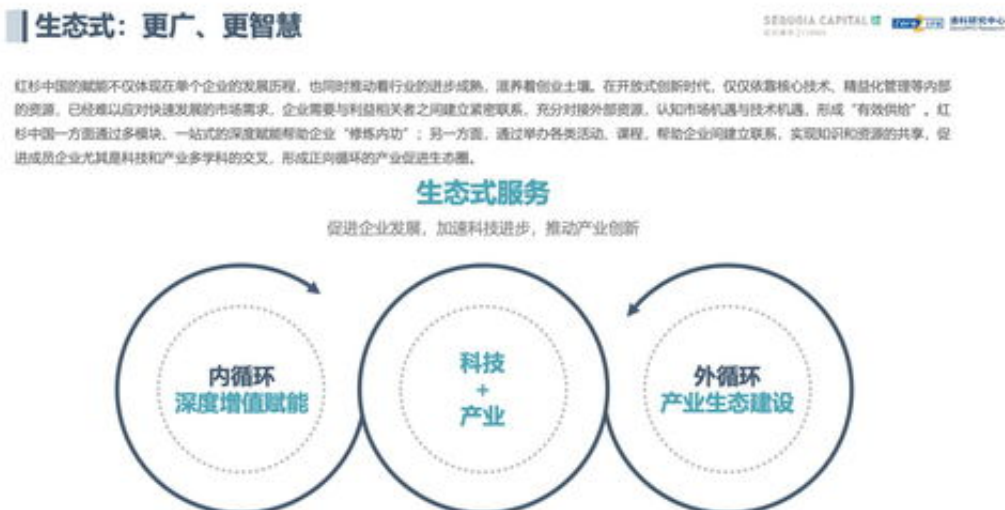 生态式：更广、更智慧
SEQUOIA CAPITAL
红杉中国的赋能不仅体现在单个企业的发展历程，也同时推动着行业的进步成熟，滋养着创业土壤。在开放式创新时代，仅仅依靠核心技术、精益化管理等内部
的资源，已经难以应对快速发展的市场需求，企业需要与利益相关者之间建立紧密联系，充分对接外部资源，认知市场机遇与技术机遇，形成“有效供给”。红
杉中国一方面通过多模块、一站式的深度赋能帮助企业“修炼内功”；另一方面，通过举办各类活动、课程，帮助企业间建立联系，实现知识和资源的共享，促
进成员企业尤其是科技和产业多学科的交叉，形成正向循环的产业促进生态圈。
生态式服务
促进企业发展，加速科技进步，推动产业创新
内循环
深度增值赋能
科技
+
产业
外循环
产业生态建设